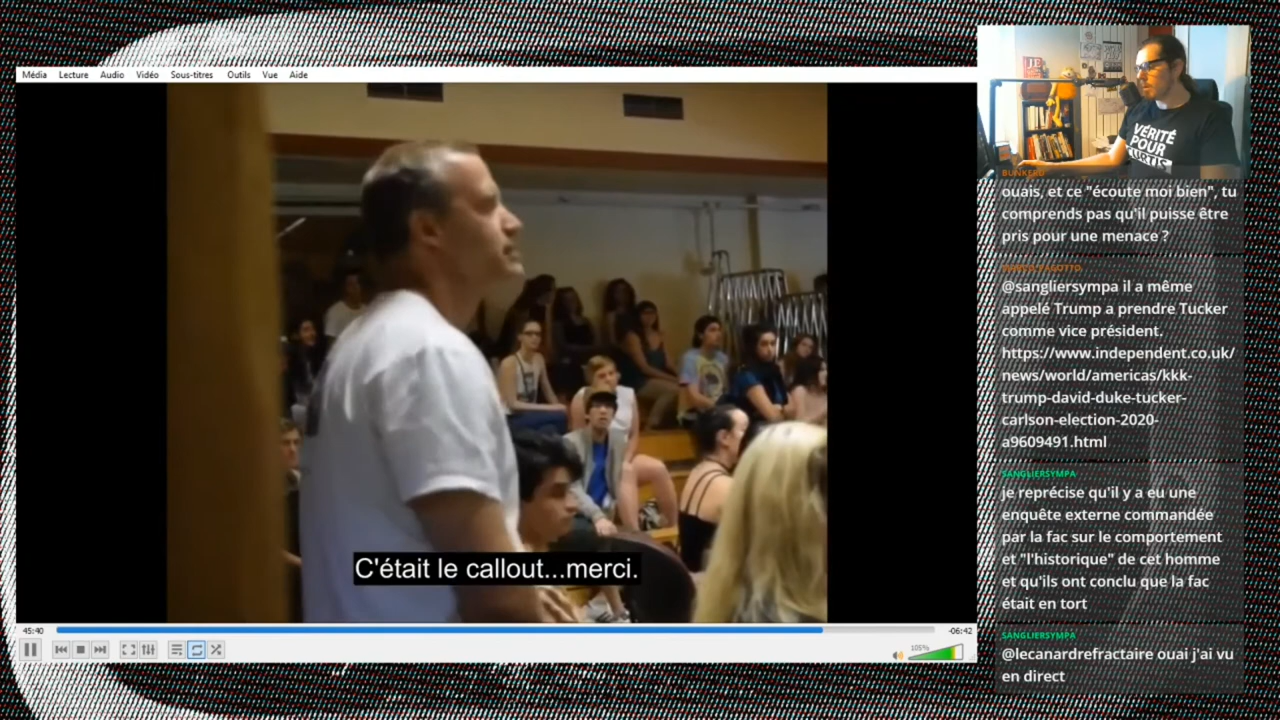 Média Lecture Audio Vidéo Sous-titres Outils Vue Aide
C'était le callout...merci.
45:40
-06:42
105%
JE
VÉRITÉ
POUR
BUNKERD
ouais, et ce "écoute moi bien", tu
comprends pas qu'il puisse être
pris pour une menace ?
@sangliersympa il a même
appelé Trump a prendre Tucker
comme vice président.
https://www.independent.co.uk/
news/world/americas/kkk-
trump-david-duke-tucker-
carlson-election-2020-
a9609491.html
SANGLIERSYMPA
je reprécise qu'il y a eu une
enquête externe commandée
par la fac sur le comportement
et "l'historique" de cet homme
et qu'ils ont conclu que la fac
était en tort
SANGLIERSYMPA
@lecanardrefractaire ouai j'ai vu
en direct